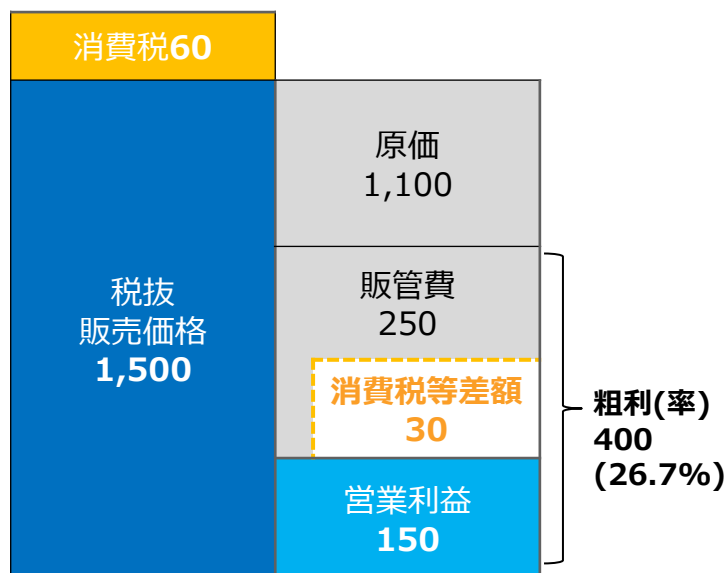 消費税60
税抜
販売価格
1,500
原価
1,100
販管費
250
消費税等差額
30
営業利益
150
粗利(率)
400
(26.7%)